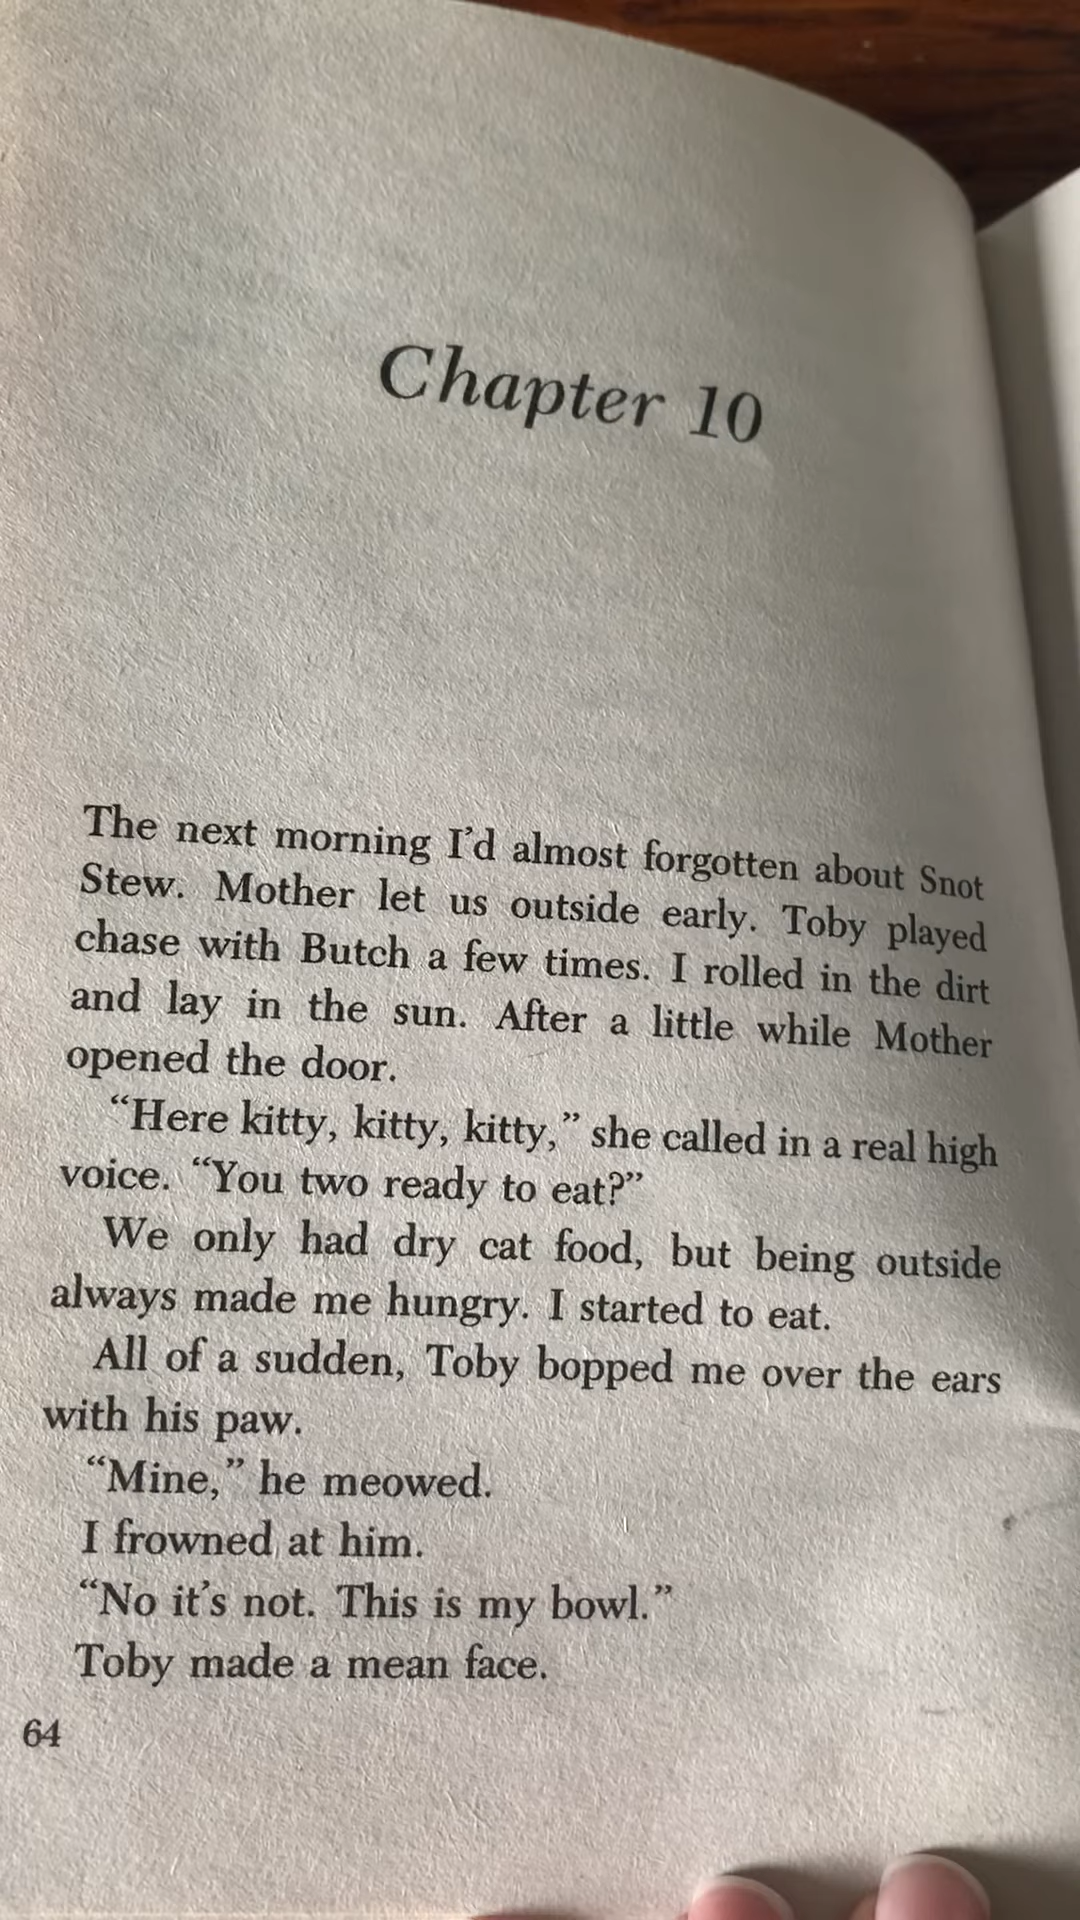 Chapter 10
The next morning I’d almost forgotten about Snot
Stew. Mother let us outside early. Toby played
chase with Butch a few times. I rolled in the dirt
and lay in the sun. After a little while Mother
opened the door.
“Here kitty, kitty, kitty,” she called in a real high
voice. “You two ready to eat?”
We only had dry cat food, but being outside
always made me hungry. I started to eat.
All of a sudden, Toby bopped me over the ears
with his paw.
“Mine,” he meowed.
I frowned at him.
“No it’s not. This is my bowl.”
Toby made a mean face.
64